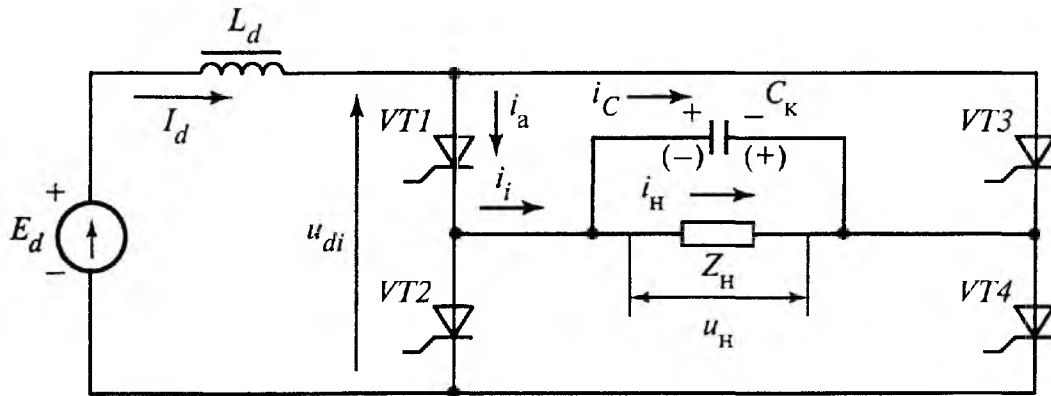 L_d
I_d
VT1
i_a
i_C
+
−
C_к
VT3
(−)
(+)
i_i
i_н
+
E_d
−
u_di
Z_н
VT2
VT4
u_н